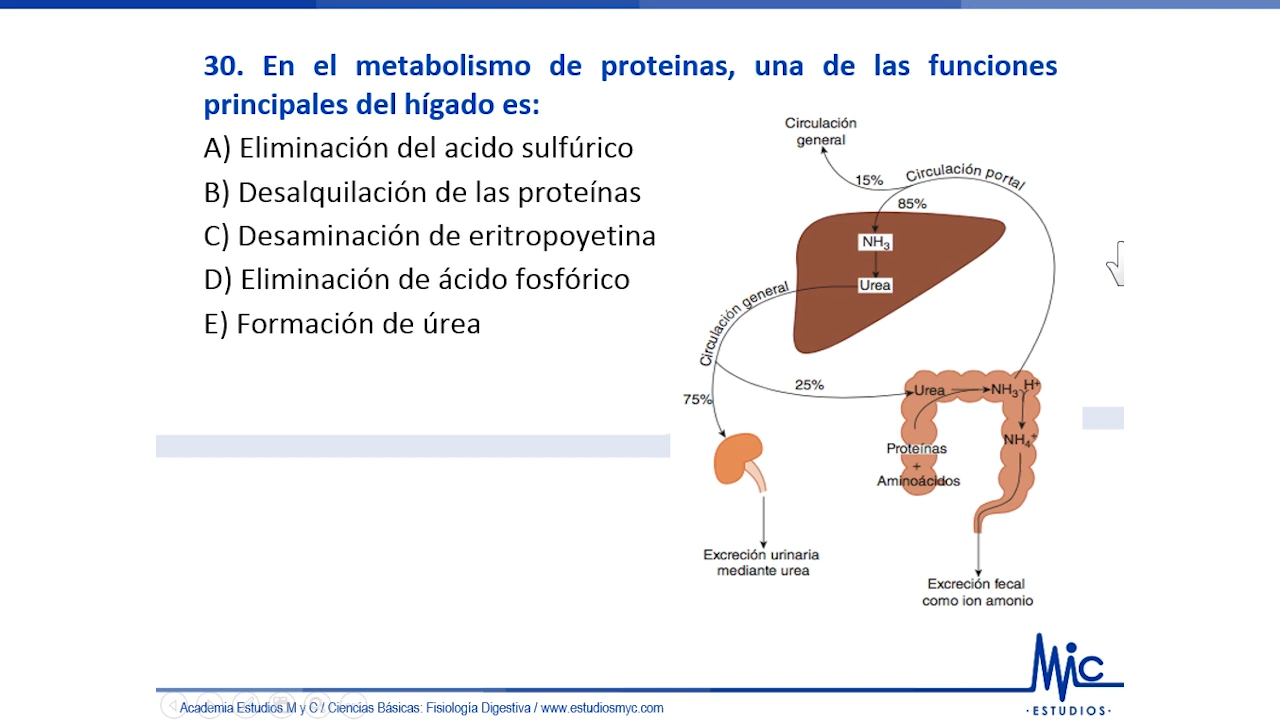 30. En el metabolismo de proteinas, una de las funciones
principales del hígado es:
A) Eliminación del acido sulfúrico
B) Desalquilación de las proteínas
C) Desaminación de eritropoyetina
D) Eliminación de ácido fosfórico
E) Formación de úrea
Circulación
general
15%
Circulación portal
85%
NH3
Urea
Circulación general
25%
75%
Urea
NH3
H+
NH4+
Proteínas
+
Aminoácidos
Excreción urinaria
mediante urea
Excreción fecal
como ion amonio
MiC
·ESTUDIOS·
Academia Estudios M y C / Ciencias Básicas: Fisiología Digestiva / www.estudiosmyc.com